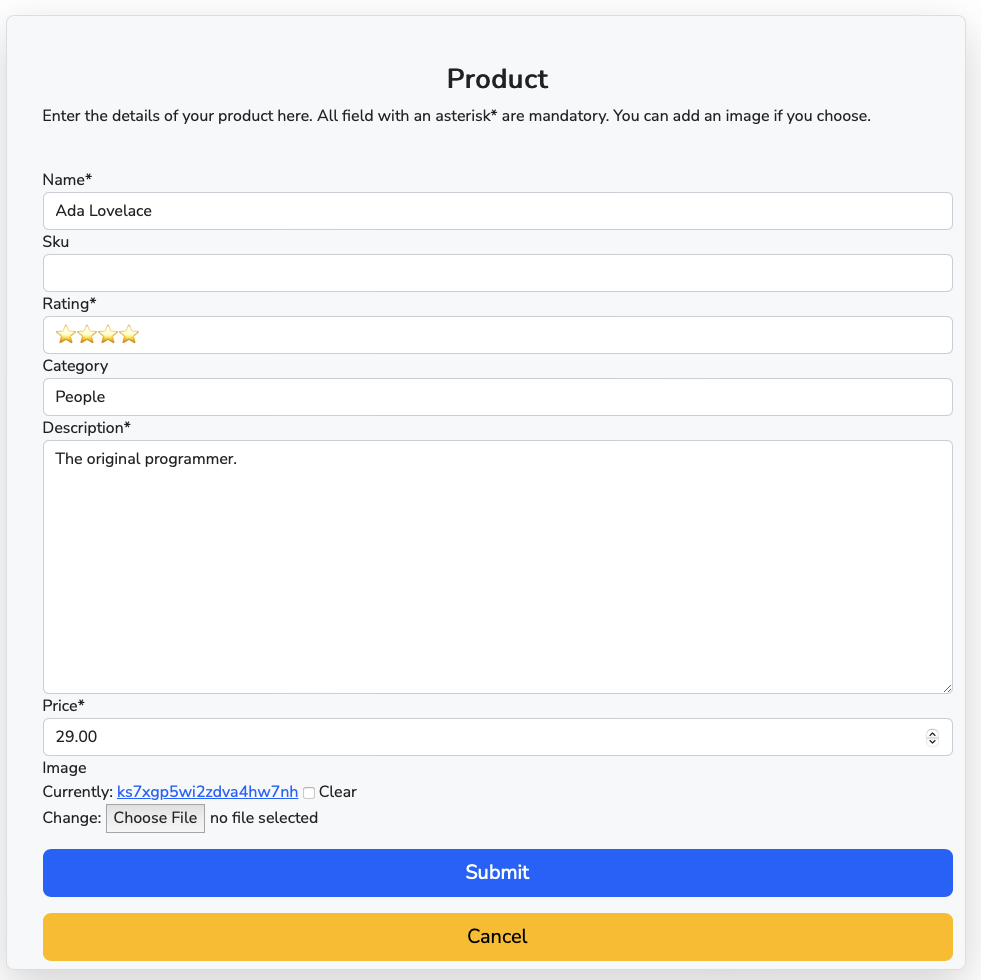 Product
Enter the details of your product here. All field with an asterisk* are mandatory. You can add an image if you choose.
Name*
Ada Lovelace
Sku
Rating*
⭐⭐⭐⭐
Category
People
Description*
The original programmer.
Price*
29.00
Image
Currently: ks7xgp5wi2zdva4hw7nh Clear
Change: Choose File no file selected
Submit
Cancel